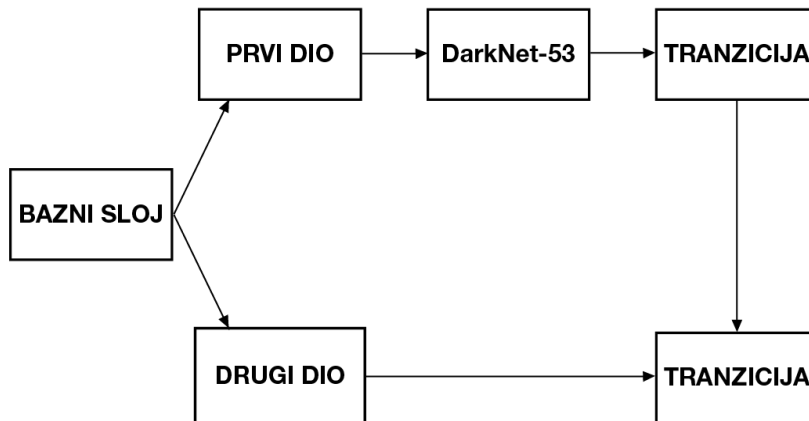 PRVI DIO
DarkNet-53
TRANZICIJA
BAZNI SLOJ
DRUGI DIO
TRANZICIJA